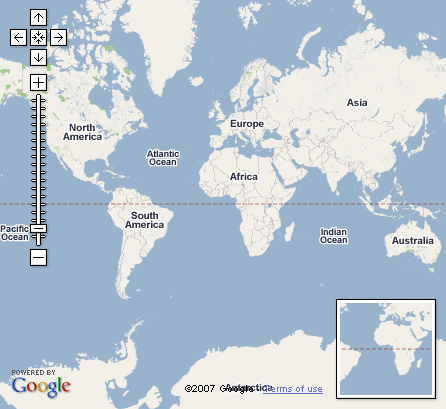 Asia
Europe
North
America
Atlantic
Ocean
Africa
South
America
Pacific
Ocean
Indian
Ocean
Australia
POWERED BY
Google
©2007 Google - Terms of use
Antarctica